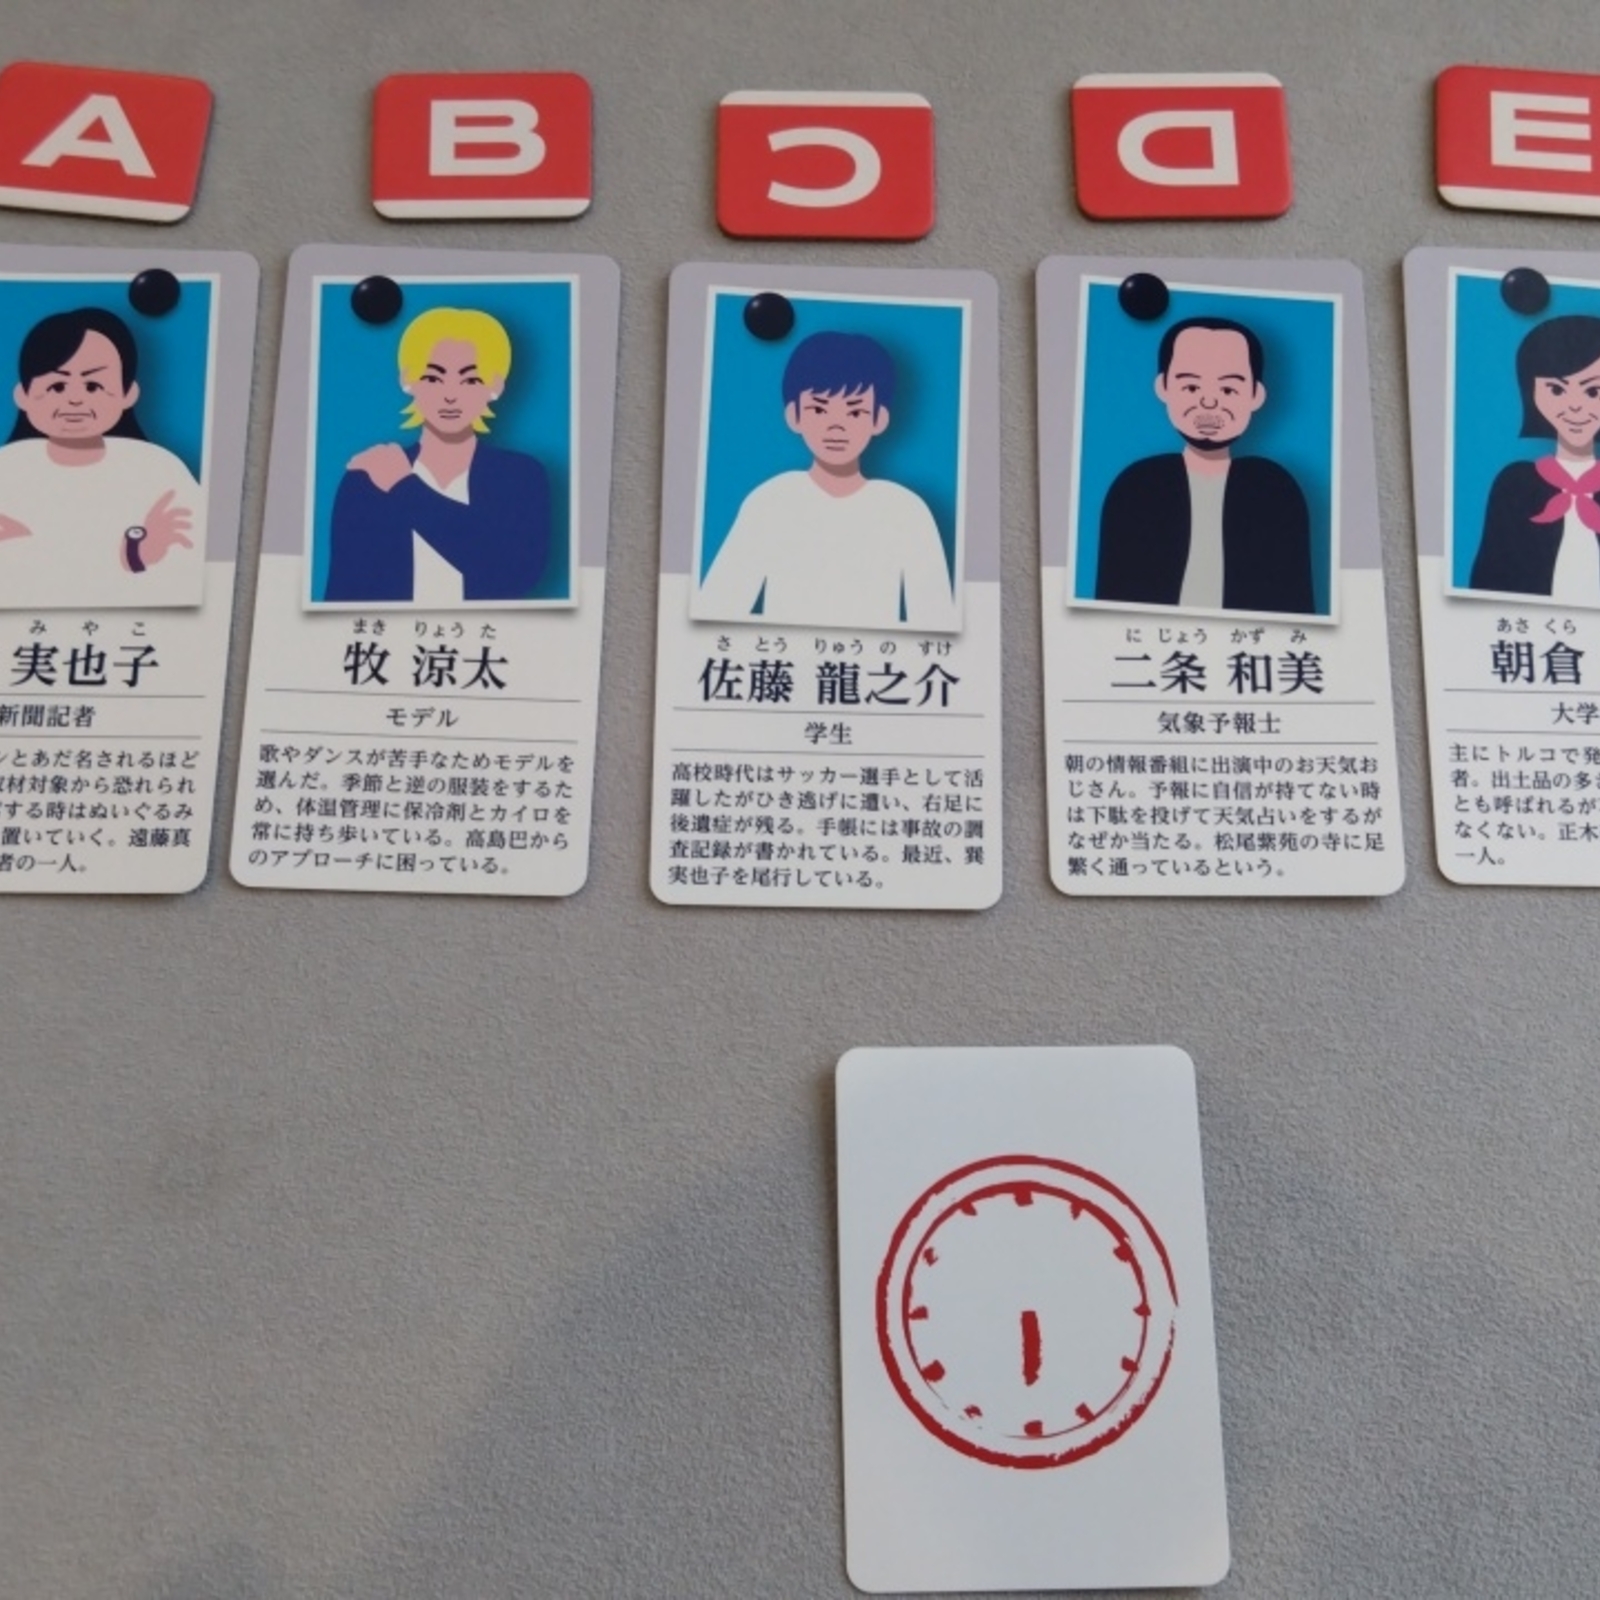 A
B
C
D
E
みやこ
実也子
新聞記者
とあだ名されるほど
材対象から恐れられ
する時はぬいぐるみ
置いていく。遠藤真
者の一人。
まき りょう た
牧 涼太
モデル
歌やダンスが苦手なためモデルを
選んだ。季節と逆の服装をするた
め、体温管理に保冷剤とカイロを
常に持ち歩いている。高島巴から
のアプローチに困っている。
さ とう りゅう の すけ
佐藤 龍之介
学生
高校時代はサッカー選手として活
躍したがひき逃げに遭い、右足に
後遺症が残る。手帳には事故の調
査記録が書かれている。最近、巽
実也子を尾行している。
に じょう かず み
二条 和美
気象予報士
朝の情報番組に出演中のお天気お
じさん。予報に自信が持てない時
は下駄を投げて天気占いをするが
なぜか当たる。松尾紫苑の寺に足
繁く通っているという。
あさ くら
朝倉
大学
主にトルコで発
者。出土品の多き
とも呼ばれるが
なくない。正木
一人。